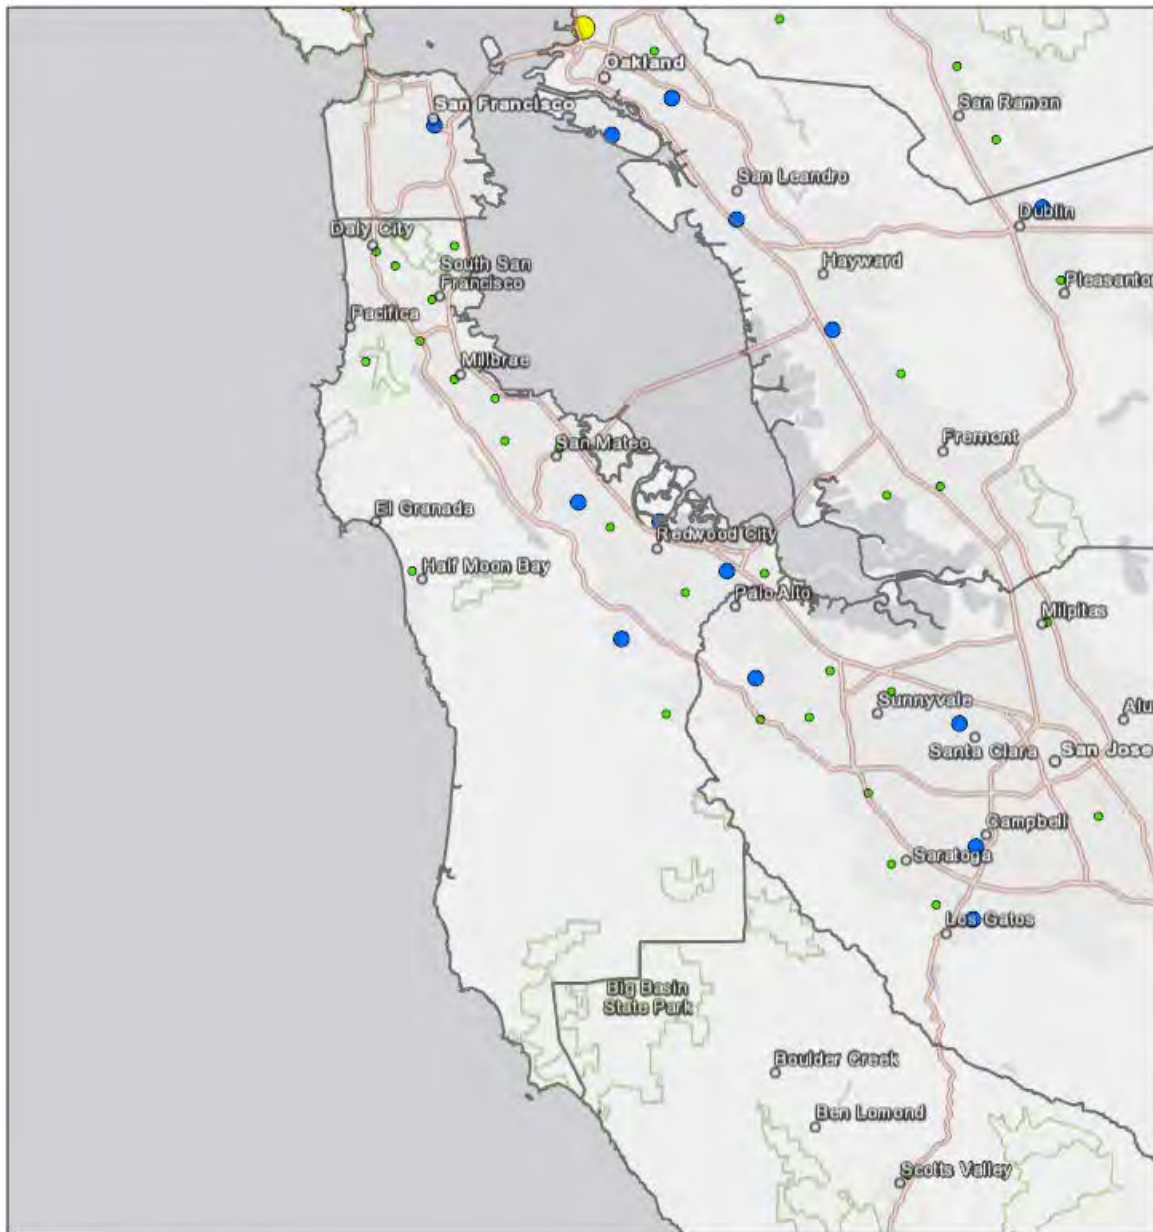 Oakland
San Francisco
San Ramon
San Leandro
Dublin
Daly City
South San
Francisco
Hayward
Pleasanton
Pacifica
Millbrae
San Mateo
Fremont
El Granada
Redwood City
Half Moon Bay
Palo Alto
Milpitas
Sunnyvale
Alu
Santa Clara
San Jose
Campbell
Saratoga
Los Gatos
Big Basin
State Park
Boulder Creek
Ben Lomond
Scotts Valley